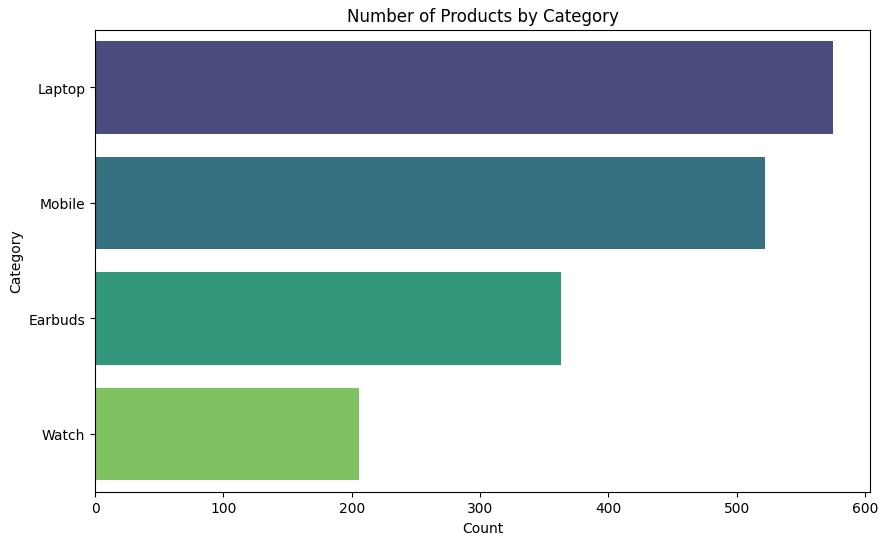 Number of Products by Category
Category
Laptop
Mobile
Earbuds
Watch
0 100 200 300 400 500 600
Count